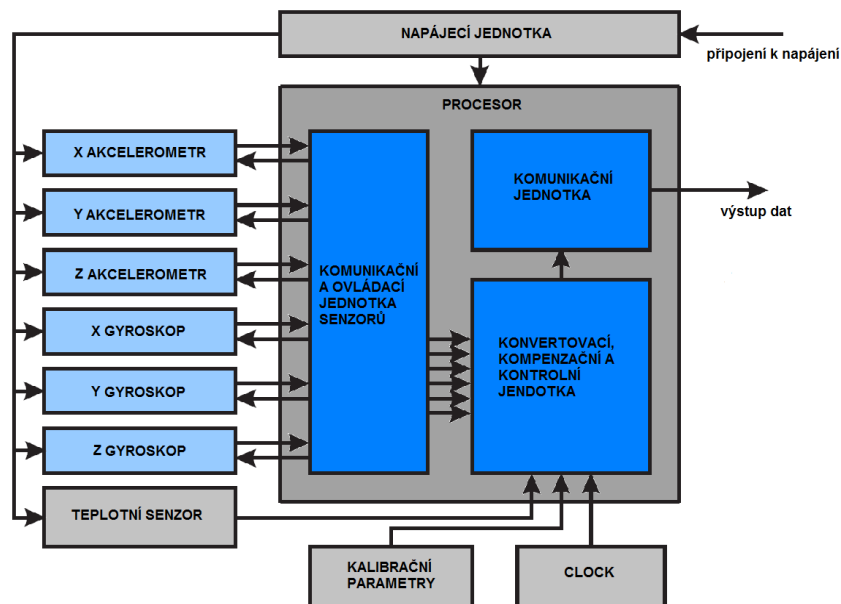 NAPÁJECÍ JEDNOTKA
připojení k napájení
PROCESOR
X AKCELEROMETR
Y AKCELEROMETR
Z AKCELEROMETR
X GYROSKOP
Y GYROSKOP
Z GYROSKOP
TEPLOTNÍ SENZOR
KOMUNIKAČNÍ
A OVLÁDACÍ
JEDNOTKA
SENZORŮ
KOMUNIKAČNÍ
JEDNOTKA
výstup dat
KONVERTOVACÍ,
KOMPENZAČNÍ A
KONTROLNÍ
JENDOTKA
KALIBRAČNÍ
PARAMETRY
CLOCK